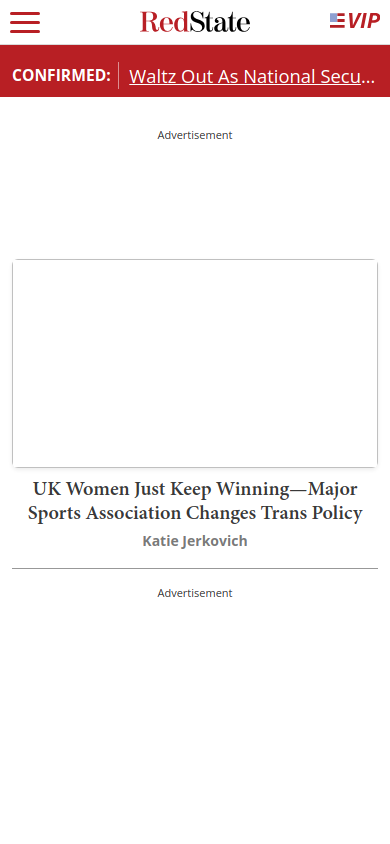 RedState
VIP
CONFIRMED:
Waltz Out As National Secu...
Advertisement
UK Women Just Keep Winning—Major
Sports Association Changes Trans Policy
Katie Jerkovich
Advertisement